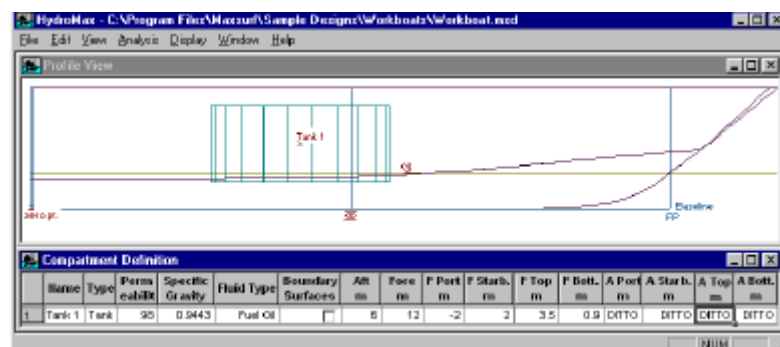 HydroMax - C:\Program Files\Maxsurf\Sample Designs\Workboats\Workboat.msd
File Edit View Analysis Display Window Help
Profile View
Tank 1
Baseline
FP
Compartment Definition
Name Type Perm eabilit Specific Gravity Fluid Type Boundary Surfaces Aft m Fore m F Port m F Starb. m F Top m F Bott. m A Port m A Starb. m A Top m A Bott. m
1 Tank 1 Tank 98 0.9443 Fuel Oil 6 12 -2 2 3.5 0.9 DITTO DITTO DITTO DITTO
NUM